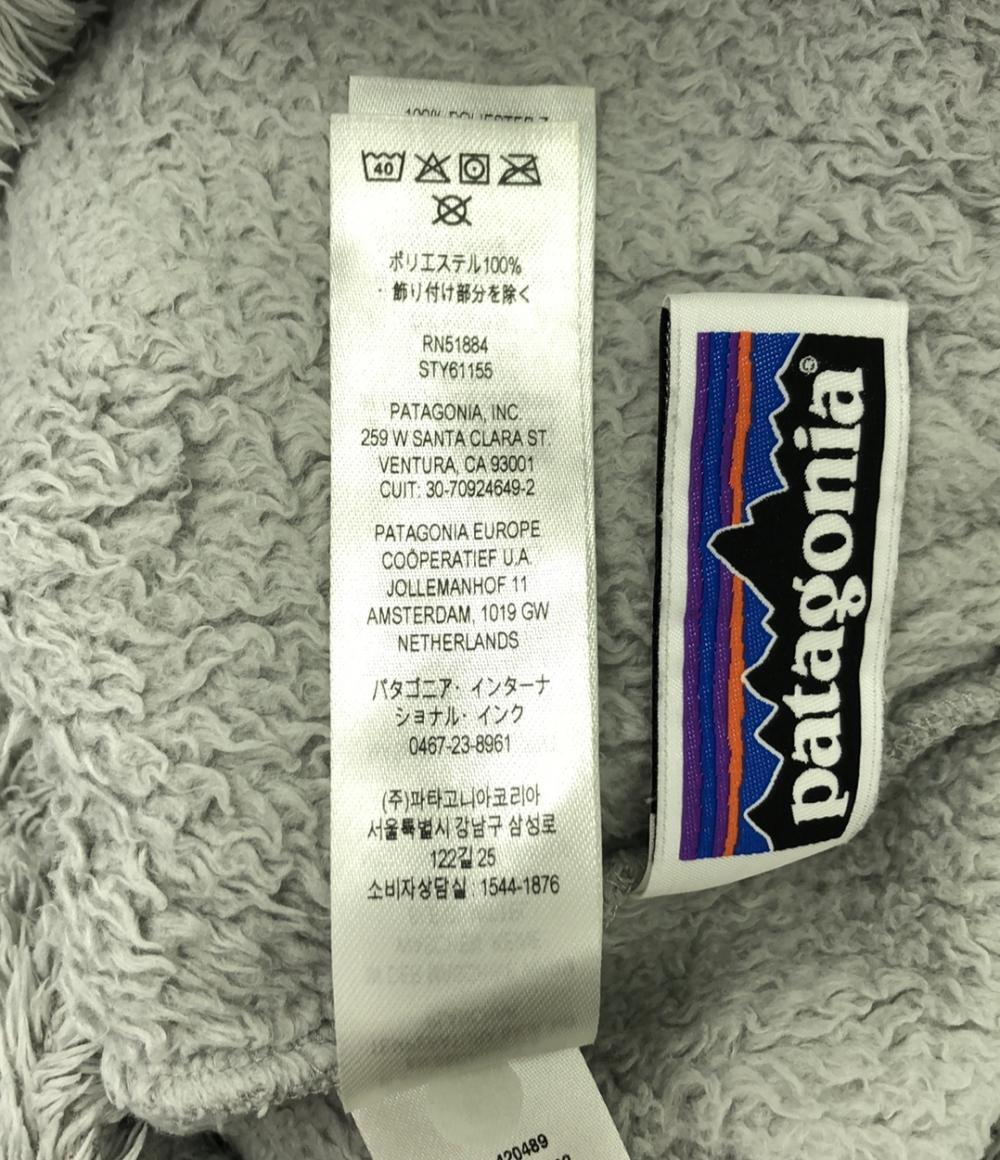 100% POLYESTER
40
ポリエステル100%
・飾り付け部分を除く
RN51884
STY61155
PATAGONIA, INC.
259 W SANTA CLARA ST.
VENTURA, CA 93001
CUIT: 30-70924649-2
PATAGONIA EUROPE
COÖPERATIEF U.A.
JOLLEMANHOF 11
AMSTERDAM, 1019 GW
NETHERLANDS
パタゴニア・インターナ
ショナル・インク
0467-23-8961
(주)파타고니아코리아
서울특별시 강남구 삼성로
122길 25
소비자상담실 : 1544-1876
420489
patagonia®